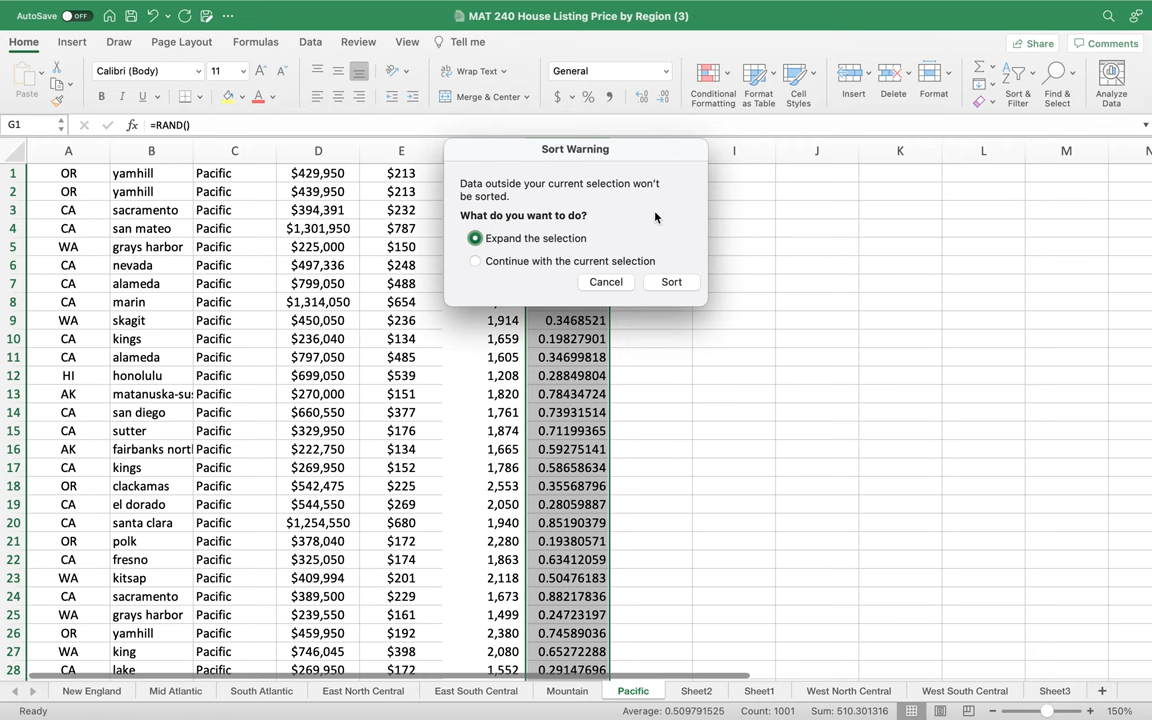 AutoSave OFF MAT 240 House Listing Price by Region (3)
Home Insert Draw Page Layout Formulas Data Review View Tell me Share Comments
Paste Calibri (Body) 11 Wrap Text General Conditional Formatting Format as Table Cell Styles Insert Delete Format Sort & Filter Find & Select Analyze Data
B I U A Merge & Center $ % 9
G1 fx =RAND()
A B C D E I J K L M N
Sort Warning
Data outside your current selection won't
be sorted.
What do you want to do?
Expand the selection
Continue with the current selection
Cancel Sort
1 OR yamhill Pacific $429,950 $213
2 OR yamhill Pacific $439,950 $213
3 CA sacramento Pacific $394,391 $232
4 CA san mateo Pacific $1,301,950 $787
5 WA grays harbor Pacific $225,000 $150
6 CA nevada Pacific $497,336 $248
7 CA alameda Pacific $799,050 $488
8 CA marin Pacific $1,314,050 $654
9 WA skagit Pacific $450,050 $236 1,914 0.3468521
10 CA kings Pacific $236,040 $134 1,659 0.19827901
11 CA alameda Pacific $797,050 $485 1,605 0.34699818
12 HI honolulu Pacific $699,050 $539 1,208 0.28849804
13 AK matanuska-su Pacific $270,000 $151 1,820 0.78434724
14 CA san diego Pacific $660,550 $377 1,761 0.73931514
15 CA sutter Pacific $329,950 $176 1,874 0.71199365
16 AK fairbanks nort Pacific $222,750 $134 1,665 0.59275141
17 CA kings Pacific $269,950 $152 1,786 0.58658634
18 OR clackamas Pacific $542,475 $225 2,553 0.35568796
19 CA el dorado Pacific $544,550 $269 2,050 0.28059887
20 CA santa clara Pacific $1,254,550 $680 1,940 0.85190379
21 OR polk Pacific $378,040 $172 2,280 0.19380571
22 CA fresno Pacific $325,050 $174 1,863 0.63412059
23 WA kitsap Pacific $409,994 $201 2,118 0.50476183
24 CA sacramento Pacific $389,500 $229 1,673 0.88217836
25 WA grays harbor Pacific $239,550 $161 1,499 0.24723197
26 OR yamhill Pacific $459,950 $192 2,380 0.74589036
27 WA king Pacific $746,045 $398 2,080 0.65272288
28 CA lake Pacific $269,950 $172 1,552 0.29147696
New England Mid Atlantic South Atlantic East North Central East South Central Mountain Pacific Sheet2 Sheet1 West North Central West South Central Sheet3
Ready Average: 0.509791525 Count: 1001 Sum: 510.301316 150%